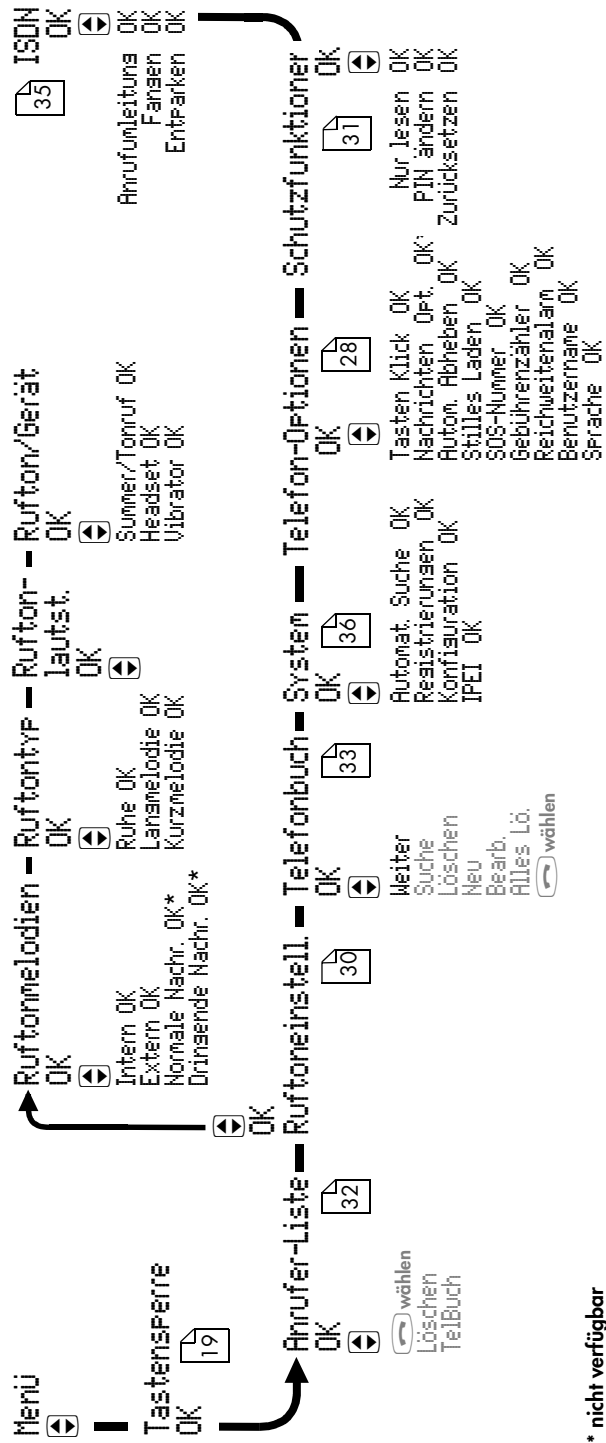 Menü
Tastensperre
19
OK
Anrufer-Liste
32
OK
wählen
Löschen
TelBuch
Ruftoneinstell.
30
OK
Ruftonmelodien
OK
Intern OK
Extern OK
Normale Nachr. OK*
Dringende Nachr. OK*
Ruftontyp
OK
Ruhe OK
Langmelodie OK
Kurzmelodie OK
Rufton-
lautst.
OK
Rufton/Gerät
OK
Summer/Tonruf OK
Headset OK
Vibrator OK
Telefonbuch
33
OK
Weiter
Suche
Löschen
Neu
Bearb.
Alles Lö.
wählen
System
36
OK
Automat. Suche OK
Registrierungen OK
Konfiguration OK
IPEI OK
Telefon-Optionen
28
OK
Tasten Klick OK
Nachrichten Opt. OK*
Autom. Abheben OK
Stilles Laden OK
SOS-Nummer OK
Gebührenzähler OK
Reichweitenalarm OK
Benutzername OK
Sprache OK
Schutzfunktioner
31
OK
Nur lesen OK
PIN ändern OK
Zurücksetzen OK
ISDN
35
OK
Anrufumleitung OK
Fangen OK
Entparken OK
* nicht verfügbar